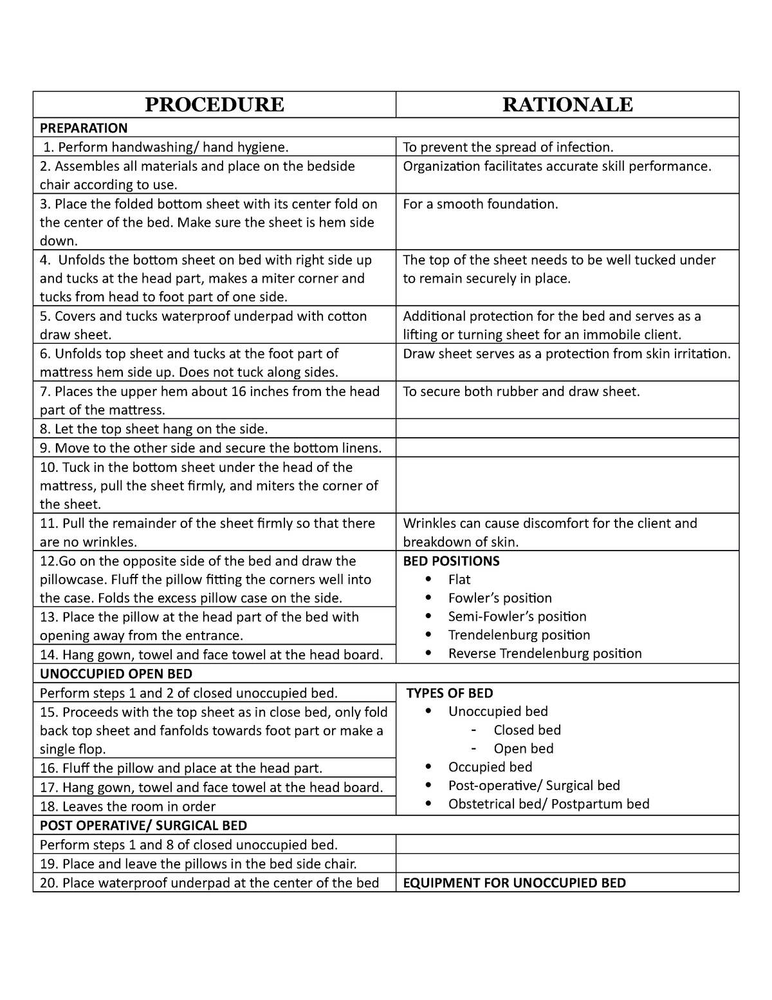 PROCEDURE
RATIONALE
PREPARATION
1. Perform handwashing/ hand hygiene.
To prevent the spread of infection.
2. Assembles all materials and place on the bedside
chair according to use.
Organization facilitates accurate skill performance.
3. Place the folded bottom sheet with its center fold on
the center of the bed. Make sure the sheet is hem side
down.
For a smooth foundation.
4.  Unfolds the bottom sheet on bed with right side up
and tucks at the head part, makes a miter corner and
tucks from head to foot part of one side.
The top of the sheet needs to be well tucked under
to remain securely in place.
5. Covers and tucks waterproof underpad with cotton
draw sheet.
Additional protection for the bed and serves as a
lifting or turning sheet for an immobile client.
6. Unfolds top sheet and tucks at the foot part of
mattress hem side up. Does not tuck along sides.
Draw sheet serves as a protection from skin irritation.
7. Places the upper hem about 16 inches from the head
part of the mattress.
To secure both rubber and draw sheet.
8. Let the top sheet hang on the side.
9. Move to the other side and secure the bottom linens.
10. Tuck in the bottom sheet under the head of the
mattress, pull the sheet firmly, and miters the corner of
the sheet.
11. Pull the remainder of the sheet firmly so that there
are no wrinkles.
Wrinkles can cause discomfort for the client and
breakdown of skin.
12.Go on the opposite side of the bed and draw the
pillowcase. Fluff the pillow fitting the corners well into
the case. Folds the excess pillow case on the side.
13. Place the pillow at the head part of the bed with
opening away from the entrance.
14. Hang gown, towel and face towel at the head board.
BED POSITIONS
• Flat
• Fowler’s position
• Semi-Fowler’s position
• Trendelenburg position
• Reverse Trendelenburg position
UNOCCUPIED OPEN BED
Perform steps 1 and 2 of closed unoccupied bed.
15. Proceeds with the top sheet as in close bed, only fold
back top sheet and fanfolds towards foot part or make a
single flop.
16. Fluff the pillow and place at the head part.
17. Hang gown, towel and face towel at the head board.
18. Leaves the room in order
TYPES OF BED
• Unoccupied bed
- Closed bed
- Open bed
• Occupied bed
• Post-operative/ Surgical bed
• Obstetrical bed/ Postpartum bed
POST OPERATIVE/ SURGICAL BED
Perform steps 1 and 8 of closed unoccupied bed.
19. Place and leave the pillows in the bed side chair.
20. Place waterproof underpad at the center of the bed
EQUIPMENT FOR UNOCCUPIED BED